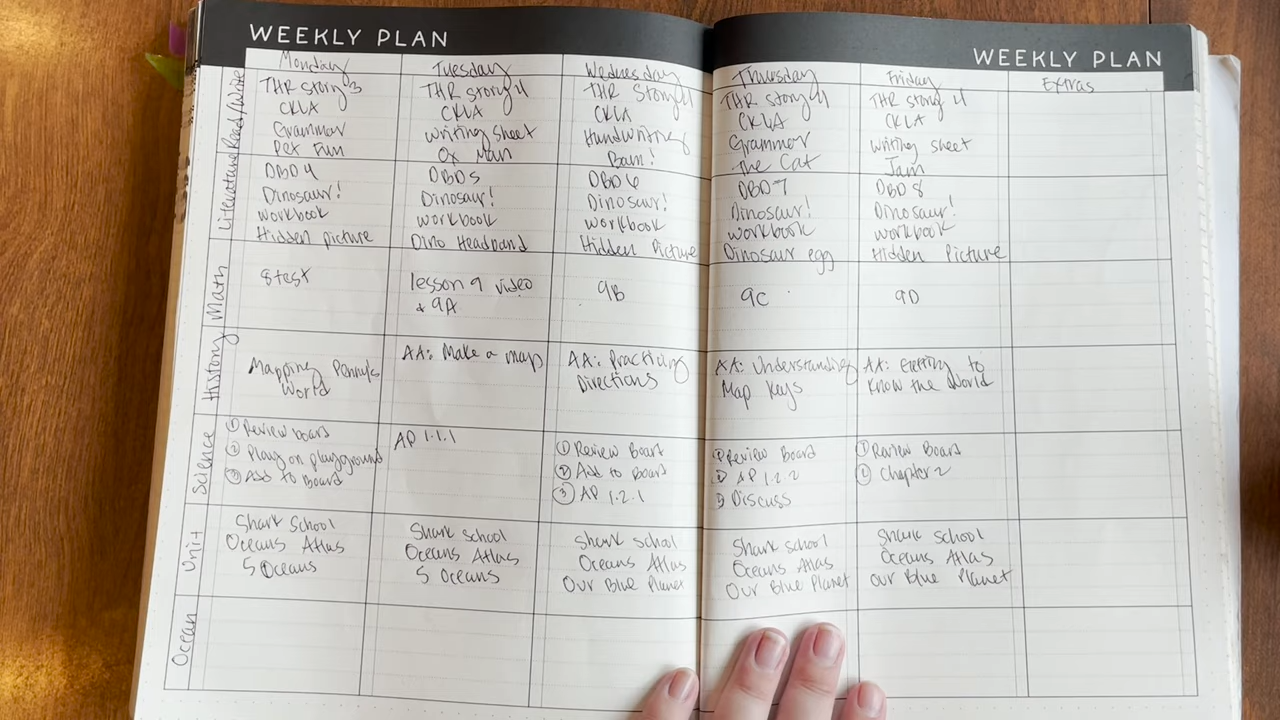 WEEKLY PLAN
WEEKLY PLAN
Monday
Tuesday
Wednesday
Thursday
Friday
Extras
Read/Write
THR Story 3
CKLA
Grammar
Pet Fun
THR Story 4
CKLA
Writing Sheet
Ox Man
THR Story 4
CKLA
Handwriting
Bam!
THR Story 4
CKLA
Grammar
The Cat
THR Story 4
CKLA
Writing Sheet
Jam
Literature
DBD 4
Dinosaur!
Workbook
Hidden Picture
DBD 5
Dinosaur!
Workbook
Dino Headband
DBD 6
Dinosaur!
Workbook
Hidden Picture
DBD 7
Dinosaur!
Workbook
Dinosaur egg
DBD 8
Dinosaur!
Workbook
Hidden Picture
Math
8 test
lesson 9 video
& 9A
9B
9C
9D
History
Mapping Penny's
World
AA: Make a map
AA: Practicing
Directions
AA: Understanding
Map Keys
AA: Getting to
Know the World
Science
① Review board
② Playg on playground
③ Add to Board
AP 1.1.1
① Review Board
② Add to Board
③ AP 1.2.1
① Review Board
② AP 1.2.2
3 Discuss
① Review Board
② Chapter 2
Unit
Shark School
Oceans Atlas
5 Oceans
Shark School
Oceans Atlas
5 Oceans
Shark School
Oceans Atlas
Our Blue Planet
Shark School
Oceans Atlas
Our Blue Planet
Shark School
Oceans Atlas
Our Blue Planet
Ocean